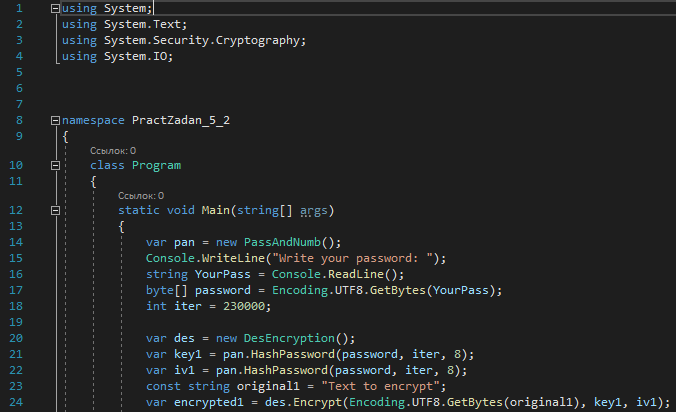 1 using System;
2 using System.Text;
3 using System.Security.Cryptography;
4 using System.IO;
5
6
7
8 namespace PractZadan_5_2
9 {
Ссылок: 0
10 class Program
11 {
Ссылок: 0
12 static void Main(string[] args)
13 {
14 var pan = new PassAndNumb();
15 Console.WriteLine("Write your password: ");
16 string YourPass = Console.ReadLine();
17 byte[] password = Encoding.UTF8.GetBytes(YourPass);
18 int iter = 230000;
19
20 var des = new DesEncryption();
21 var key1 = pan.HashPassword(password, iter, 8);
22 var iv1 = pan.HashPassword(password, iter, 8);
23 const string original1 = "Text to encrypt";
24 var encrypted1 = des.Encrypt(Encoding.UTF8.GetBytes(original1), key1, iv1);